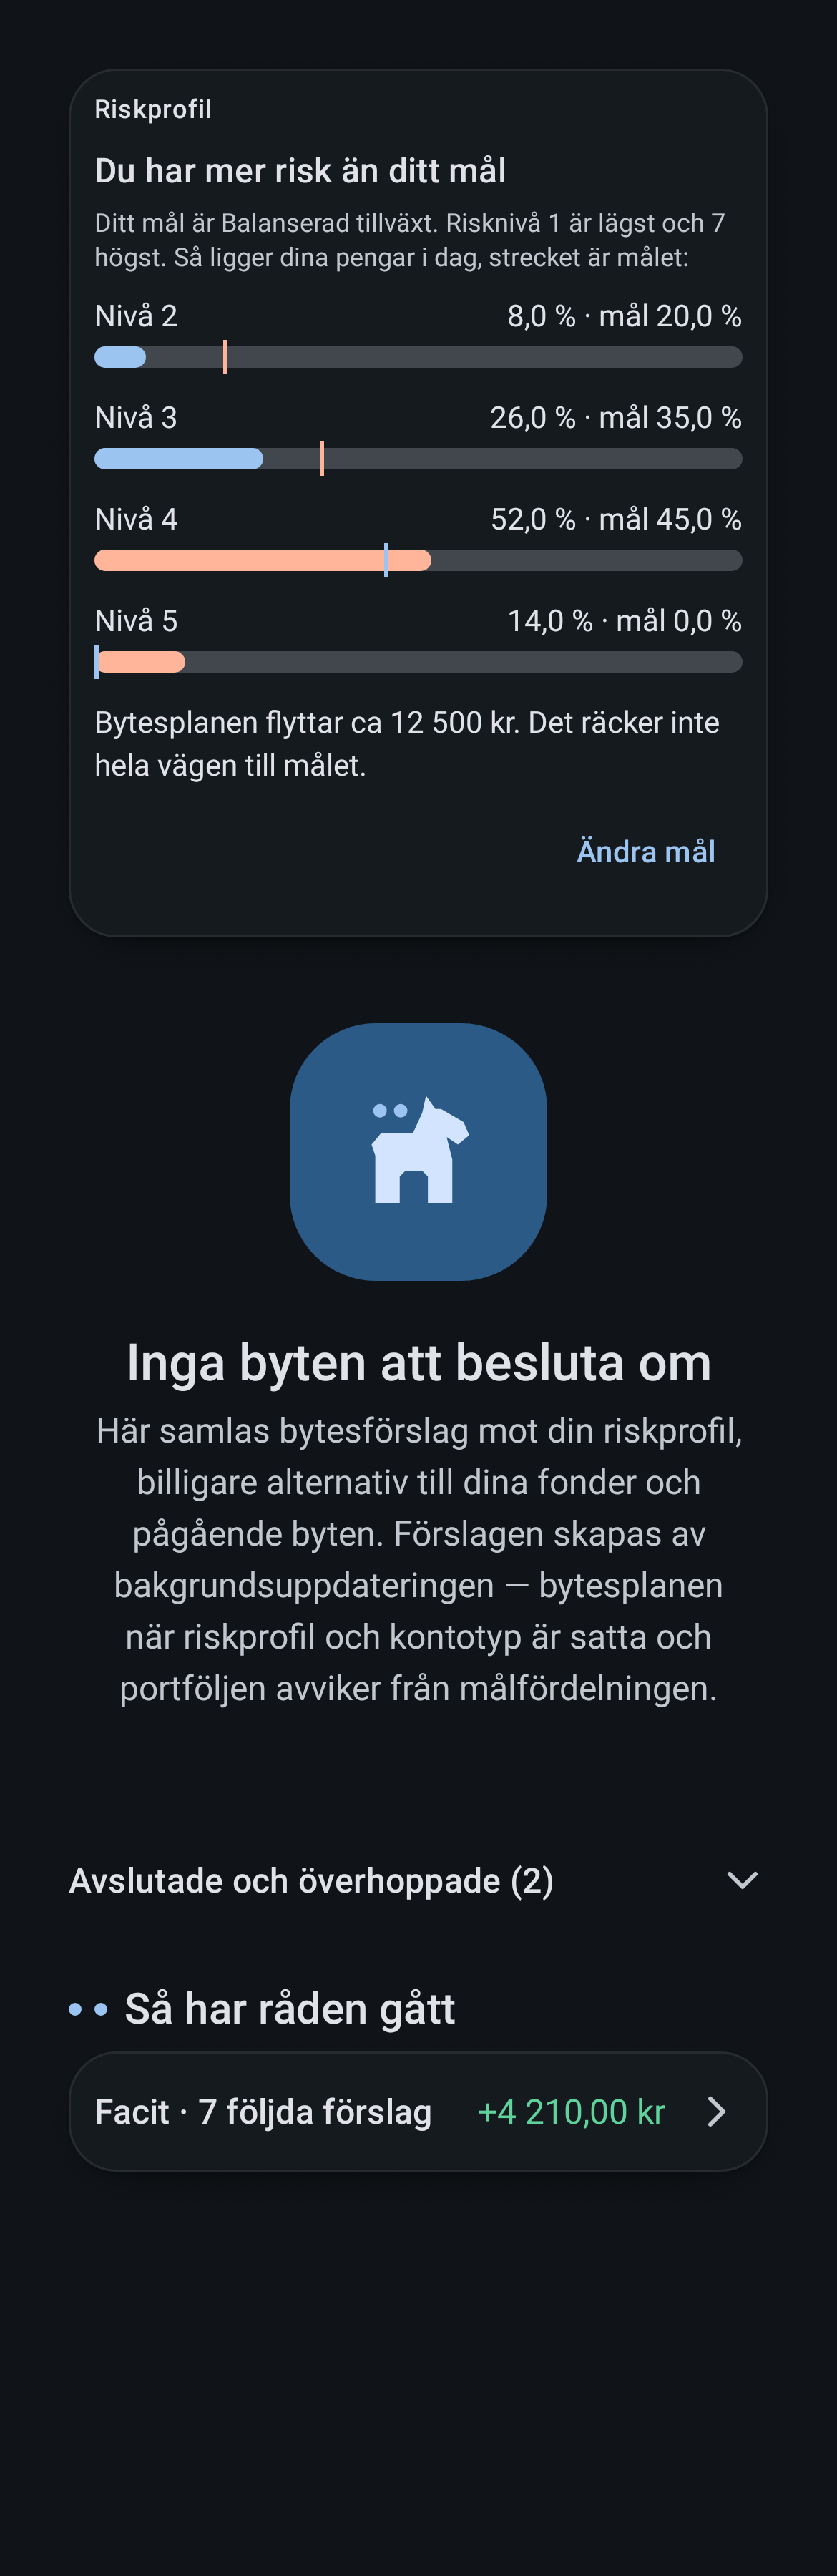 Riskprofil
Du har mer risk än ditt mål
Ditt mål är Balanserad tillväxt. Risknivå 1 är lägst och 7
högst. Så ligger dina pengar i dag, strecket är målet:
Nivå 2 8,0 % · mål 20,0 %
Nivå 3 26,0 % · mål 35,0 %
Nivå 4 52,0 % · mål 45,0 %
Nivå 5 14,0 % · mål 0,0 %
Bytesplanen flyttar ca 12 500 kr. Det räcker inte
hela vägen till målet.
Ändra mål
Inga byten att besluta om
Här samlas bytesförslag mot din riskprofil,
billigare alternativ till dina fonder och
pågående byten. Förslagen skapas av
bakgrundsuppdateringen — bytesplanen
när riskprofil och kontotyp är satta och
portföljen avviker från målfördelningen.
Avslutade och överhoppade (2)
Så har råden gått
Facit · 7 följda förslag +4 210,00 kr